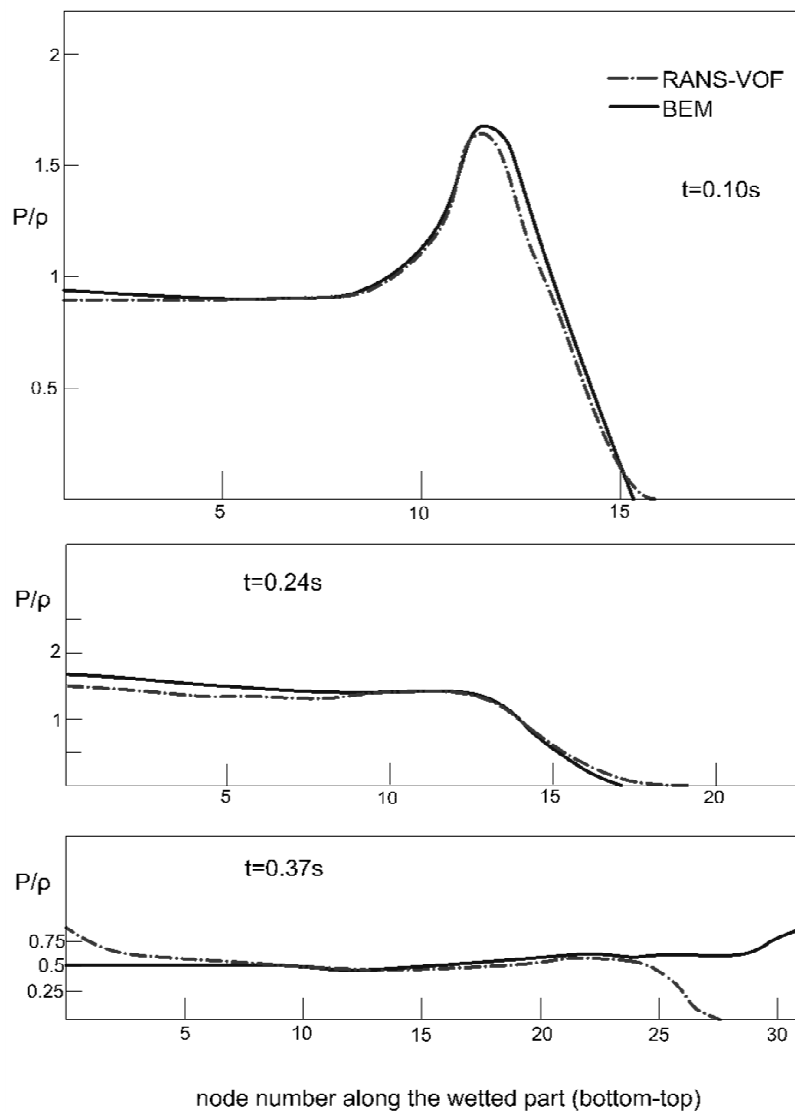 2
RANS-VOF
BEM
1.5
t=0.10s
P/ρ
1
0.5
5 10 15
t=0.24s
P/ρ
2
1
5 10 15 20
t=0.37s
P/ρ
0.75
0.5
0.25
5 10 15 20 25 30
node number along the wetted part (bottom-top)